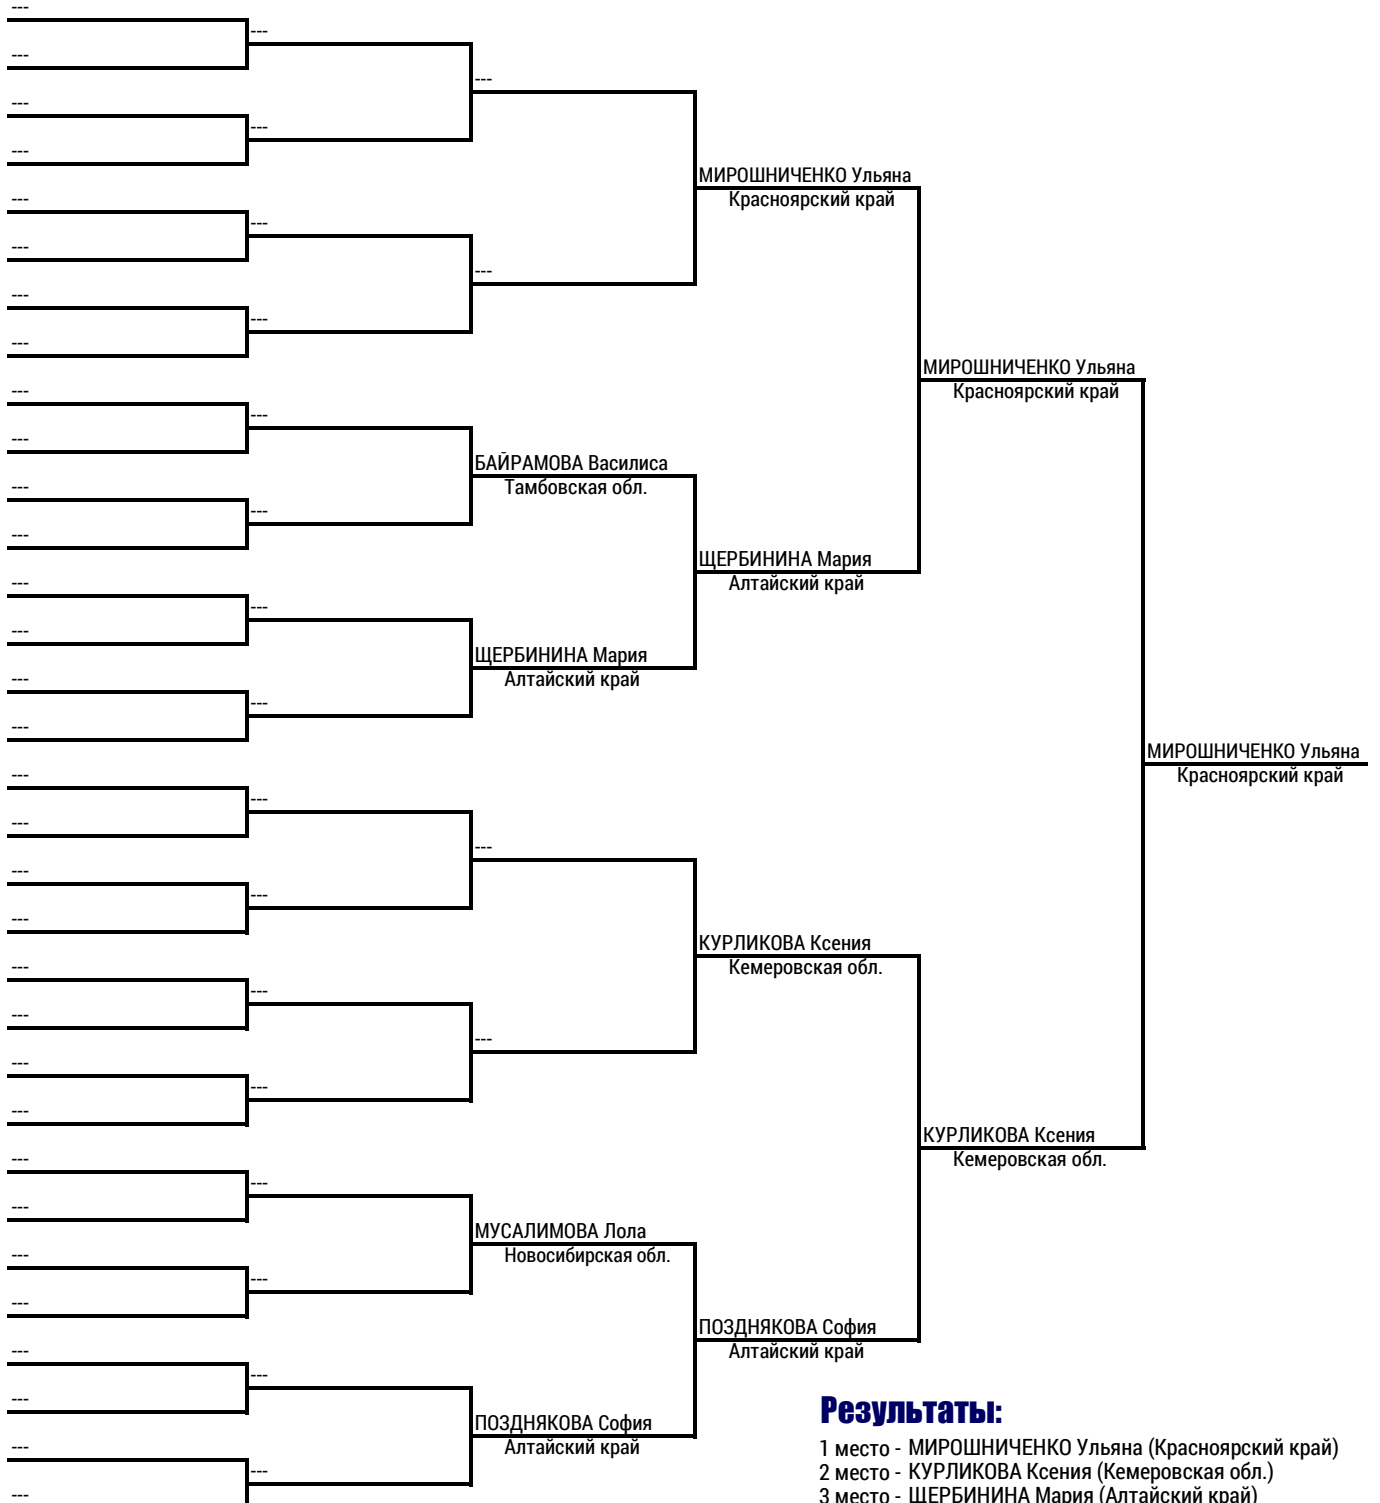 ---
---
---
---
---
---
---
---
---
---
---
МИРОШНИЧЕНКО Ульяна
Красноярский край
---
---
---
---
---
---
---
МИРОШНИЧЕНКО Ульяна
Красноярский край
---
---
---
БАЙРАМОВА Василиса
Тамбовская обл.
---
---
---
ЩЕРБИНИНА Мария
Алтайский край
---
---
---
ЩЕРБИНИНА Мария
Алтайский край
---
---
---
МИРОШНИЧЕНКО Ульяна
Красноярский край
---
---
---
---
---
---
---
КУРЛИКОВА Ксения
Кемеровская обл.
---
---
---
---
---
---
---
КУРЛИКОВА Ксения
Кемеровская обл.
---
---
---
МУСАЛИМОВА Лола
Новосибирская обл.
---
---
---
ПОЗДНЯКОВА София
Алтайский край
---
---
---
ПОЗДНЯКОВА София
Алтайский край
---
---
---
Результаты:
1 место - МИРОШНИЧЕНКО Ульяна (Красноярский край)
2 место - КУРЛИКОВА Ксения (Кемеровская обл.)
3 место - ЩЕРБИНИНА Мария (Алтайский край)